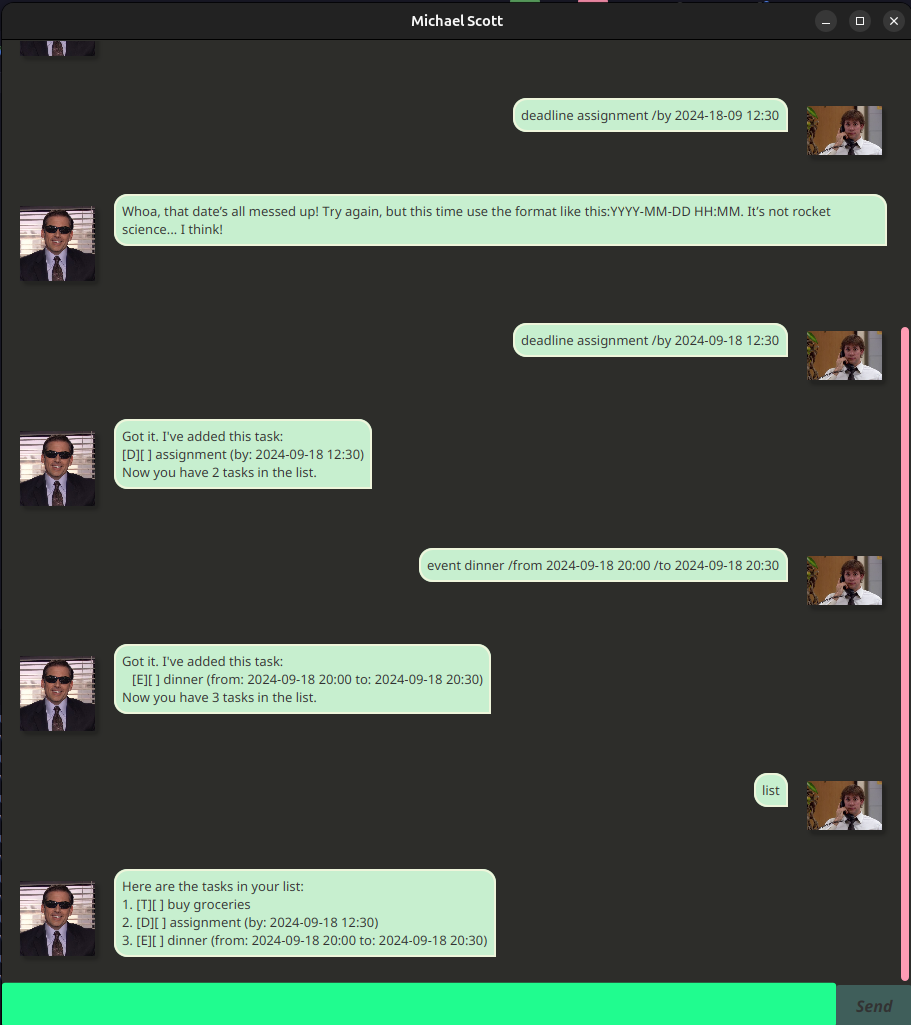 Michael Scott
deadline assignment /by 2024-18-09 12:30
Whoa, that date’s all messed up! Try again, but this time use the format like this:YYYY-MM-DD HH:MM. It’s not rocket
science... I think!
deadline assignment /by 2024-09-18 12:30
Got it. I've added this task:
[D][ ] assignment (by: 2024-09-18 12:30)
Now you have 2 tasks in the list.
event dinner /from 2024-09-18 20:00 /to 2024-09-18 20:30
Got it. I've added this task:
[E][ ] dinner (from: 2024-09-18 20:00 to: 2024-09-18 20:30)
Now you have 3 tasks in the list.
list
Here are the tasks in your list:
1. [T][ ] buy groceries
2. [D][ ] assignment (by: 2024-09-18 12:30)
3. [E][ ] dinner (from: 2024-09-18 20:00 to: 2024-09-18 20:30)
Send